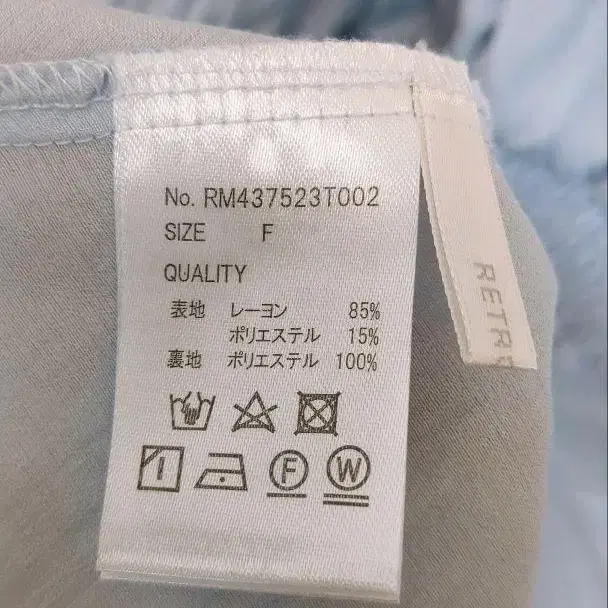 No. RM437523T002
SIZE F
QUALITY
表地 レーヨン 85%
ポリエステル 15%
裏地 ポリエステル 100%
F W
RETR